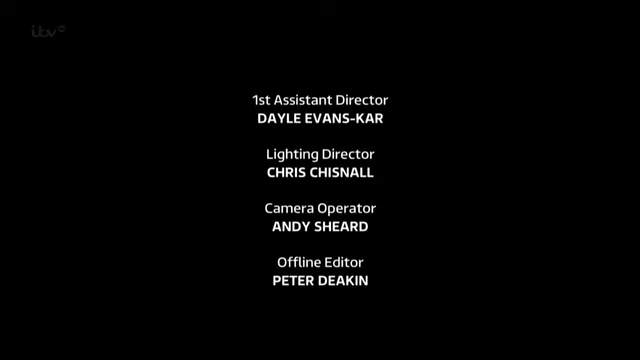 itv
1st Assistant Director
DAYLE EVANS-KAR
Lighting Director
CHRIS CHISNALL
Camera Operator
ANDY SHEARD
Offline Editor
PETER DEAKIN